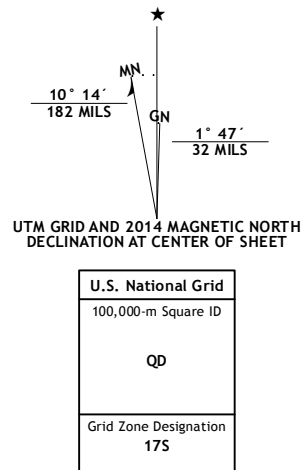 ★
MN
GN
10° 14´
182 MILS
1° 47´
32 MILS
UTM GRID AND 2014 MAGNETIC NORTH
DECLINATION AT CENTER OF SHEET
U.S. National Grid
100,000-m Square ID
QD
Grid Zone Designation
17S